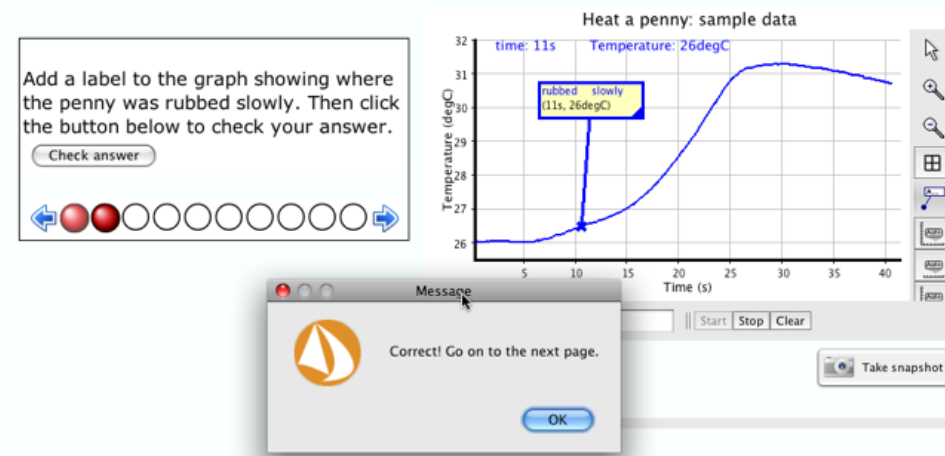 Heat a penny: sample data
Add a label to the graph showing where
the penny was rubbed slowly. Then click
the button below to check your answer.
Check answer
time: 11s Temperature: 26degC
rubbed slowly
(11s, 26degC)
Temperature (degC)
32
31
30
29
28
27
26
5 10 15 20 25 30 35 40
Time (s)
Start Stop Clear
Take snapshot
Message
Correct! Go on to the next page.
OK